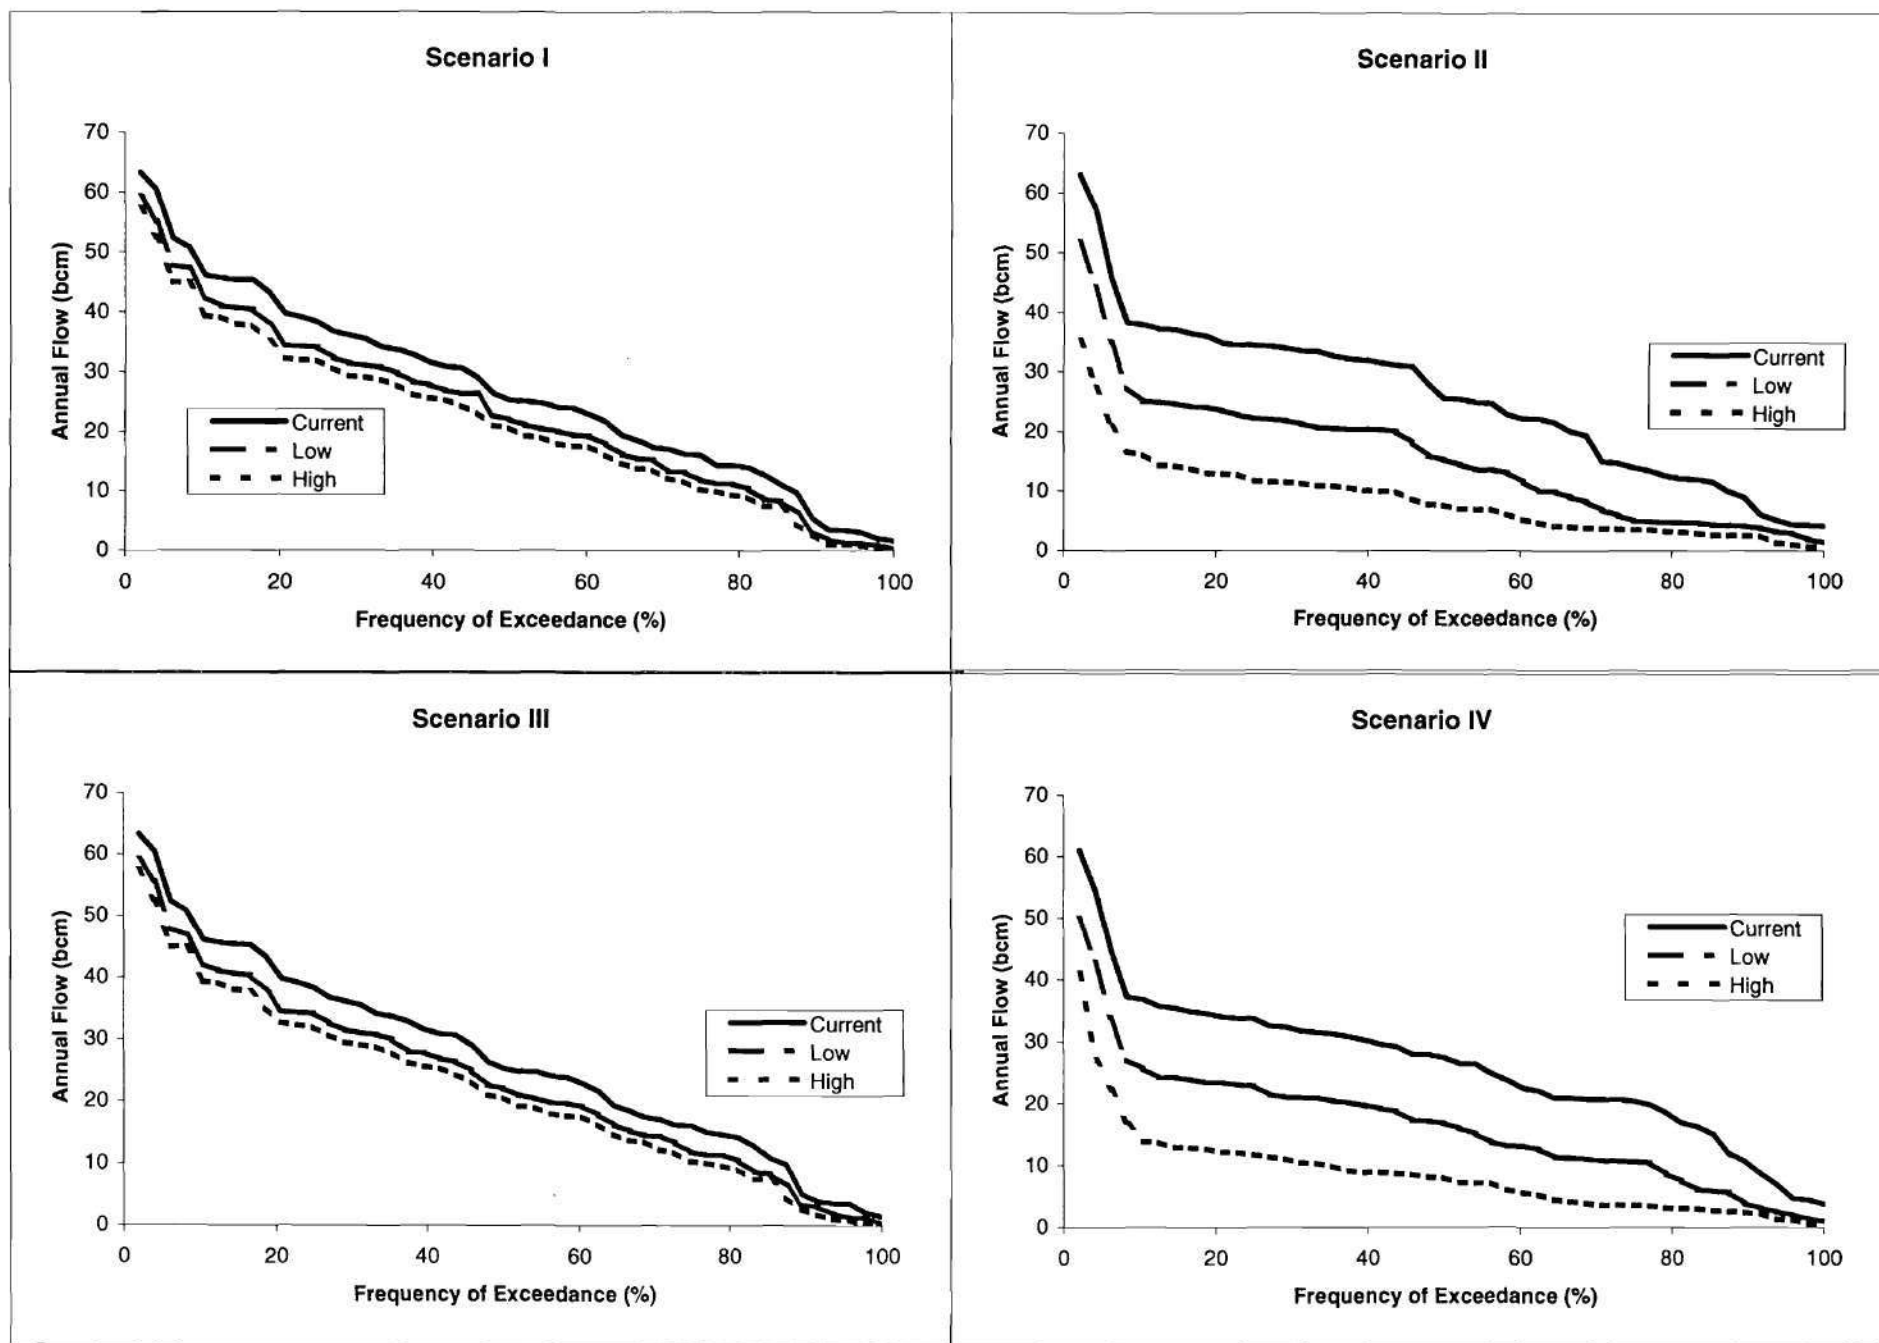 Scenario I
70
60
50
40
30
20
10
0
Annual Flow (bcm)
Current
Low
High
0 20 40 60 80 100
Frequency of Exceedance (%)
Scenario II
70
60
50
40
30
20
10
0
Annual Flow (bcm)
Current
Low
High
0 20 40 60 80 100
Frequency of Exceedance (%)
Scenario III
70
60
50
40
30
20
10
0
Annual Flow (bcm)
Current
Low
High
0 20 40 60 80 100
Frequency of Exceedance (%)
Scenario IV
70
60
50
40
30
20
10
0
Annual Flow (bcm)
Current
Low
High
0 20 40 60 80 100
Frequency of Exceedance (%)